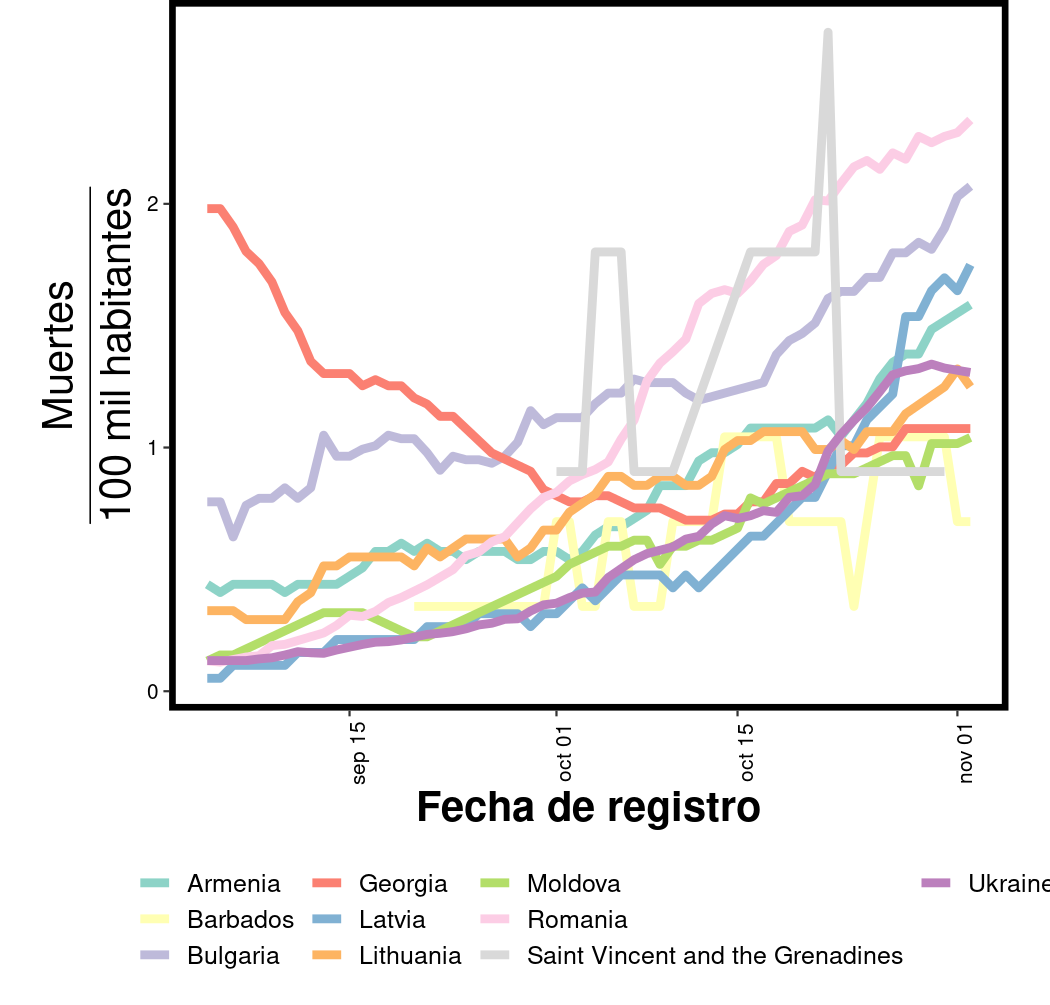 Muertes
100 mil habitantes
2
1
0
sep 15
oct 01
oct 15
nov 01
Fecha de registro
Armenia
Georgia
Moldova
Ukraine
Barbados
Latvia
Romania
Bulgaria
Lithuania
Saint Vincent and the Grenadines